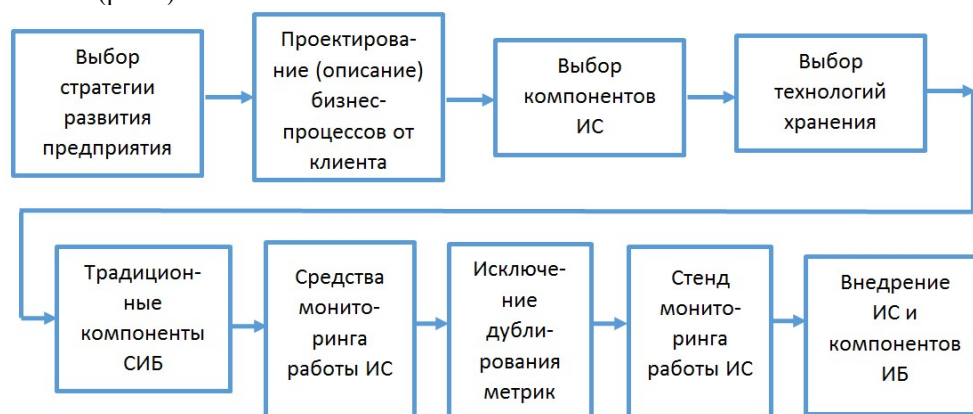 Выбор
стратегии
развития
предприятия
Проектирова-
ние (описание)
бизнес-
процессов от
клиента
Выбор
компонентов
ИС
Выбор
технологий
хранения
Традицион-
ные
компоненты
СИБ
Средства
монито-
ринга
работы ИС
Исключе-
ние
дубли-
рования
метрик
Стенд
монито-
ринга
работы ИС
Внедрение
ИС и
компонентов
ИБ